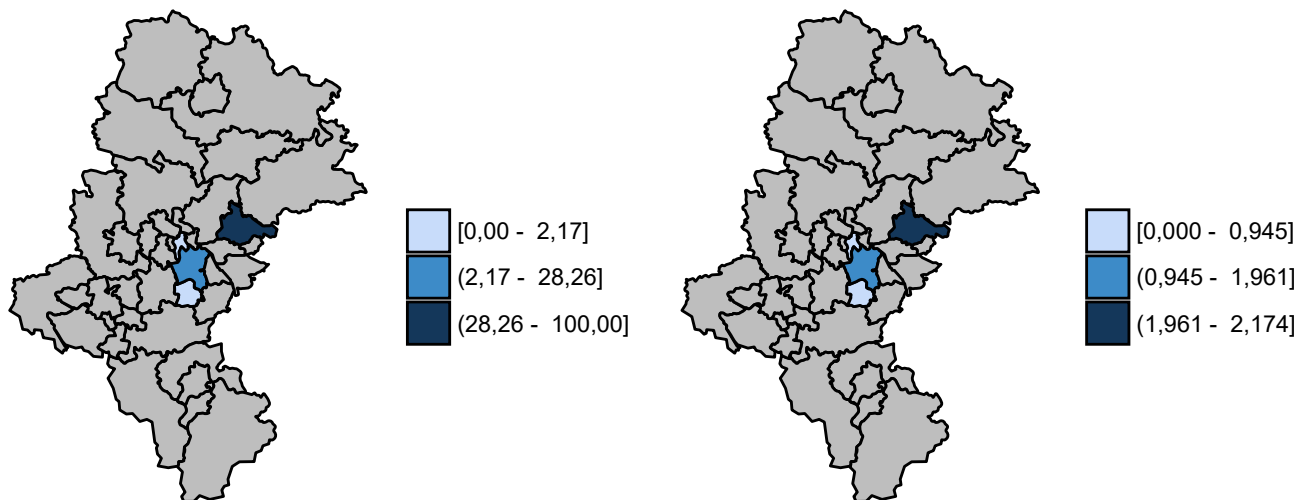 [0,00 -  2,17]
(2,17 -  28,26]
(28,26 -  100,00]
[0,000 -  0,945]
(0,945 -  1,961]
(1,961 -  2,174]